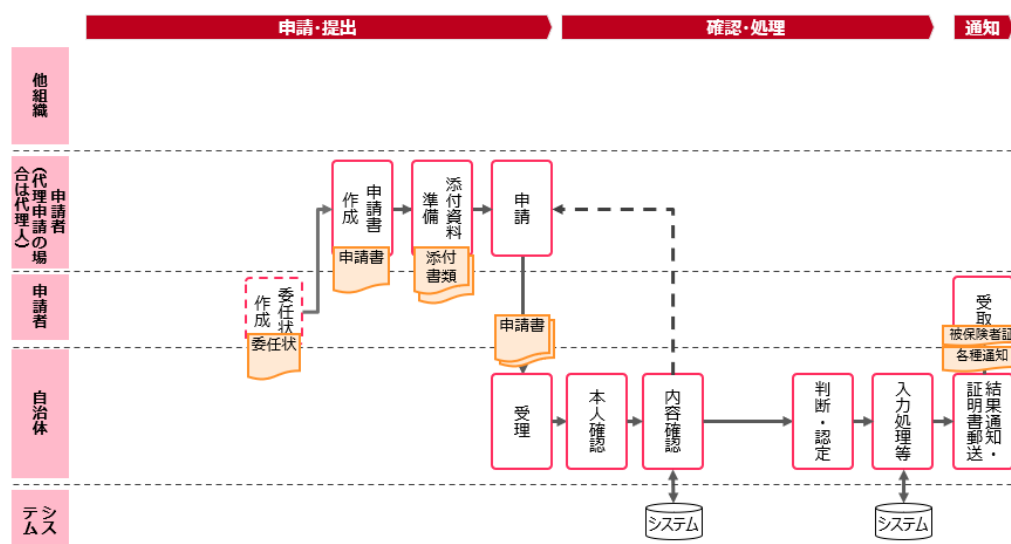 申請・提出
確認・処理
通知
他組織
申請者
(代理申請の場
合は代理人)
申請書
作成
申請書
添付資料
準備
添付
書類
申請
申請者
委任状
作成
委任状
申請書
受取
被保険者証
各種通知
自治体
受理
本人確認
内容確認
判断・認定
入力処理等
結果通知・
証明書郵送
シス
テム
システム
システム